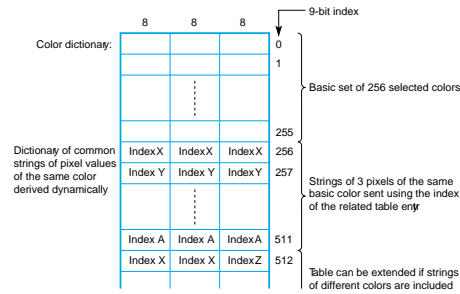 8 8 8
9-bit index
Color dictionary:
0
1
Basic set of 256 selected colors
255
Dictionary of common
strings of pixel values
of the same color
derived dynamically
Index X Index X Index X 256
Index Y Index Y Index Y 257
Strings of 3 pixels of the same
basic color sent using the index
of the related table entr
Index A Index A Index A 511
Index X Index X Index Z 512
Table can be extended if strings
of different colors are included